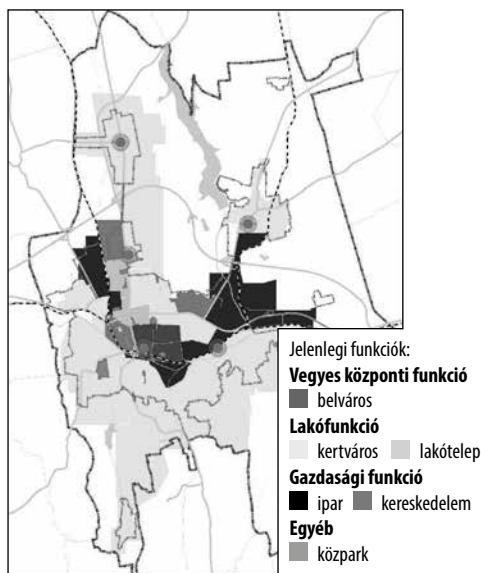 Jelenlegi funkciók:
Vegyes központi funkció
belváros
Lakófunkció
kertváros lakótelep
Gazdasági funkció
ipar kereskedelem
Egyéb
közpark